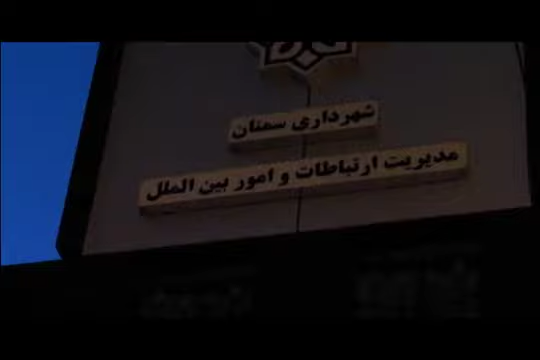 شهرداری سمنان
مدیریت ارتباطات و امور بین الملل